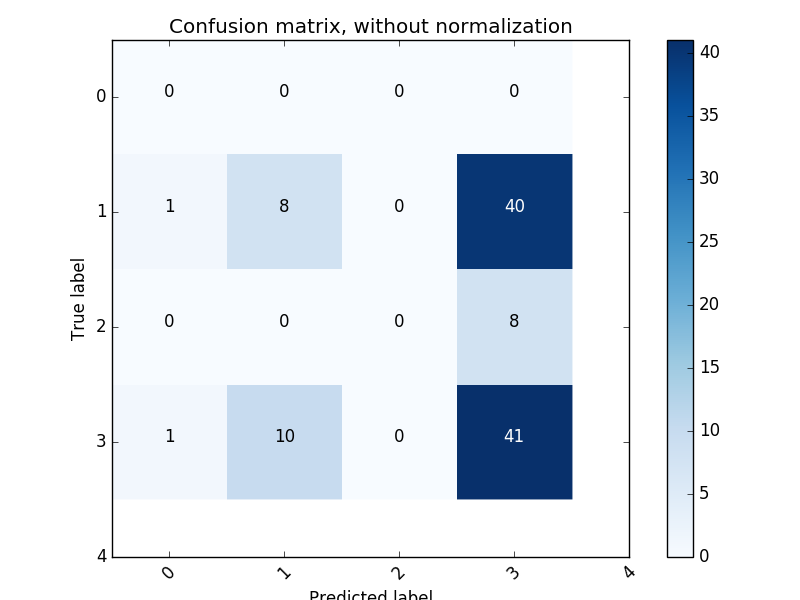 Confusion matrix, without normalization
0 0 0 0 0
1 1 8 0 40
2 0 0 0 8
3 1 10 0 41
4
0 1 2 3 4
True label
Predicted label
40
35
30
25
20
15
10
5
0